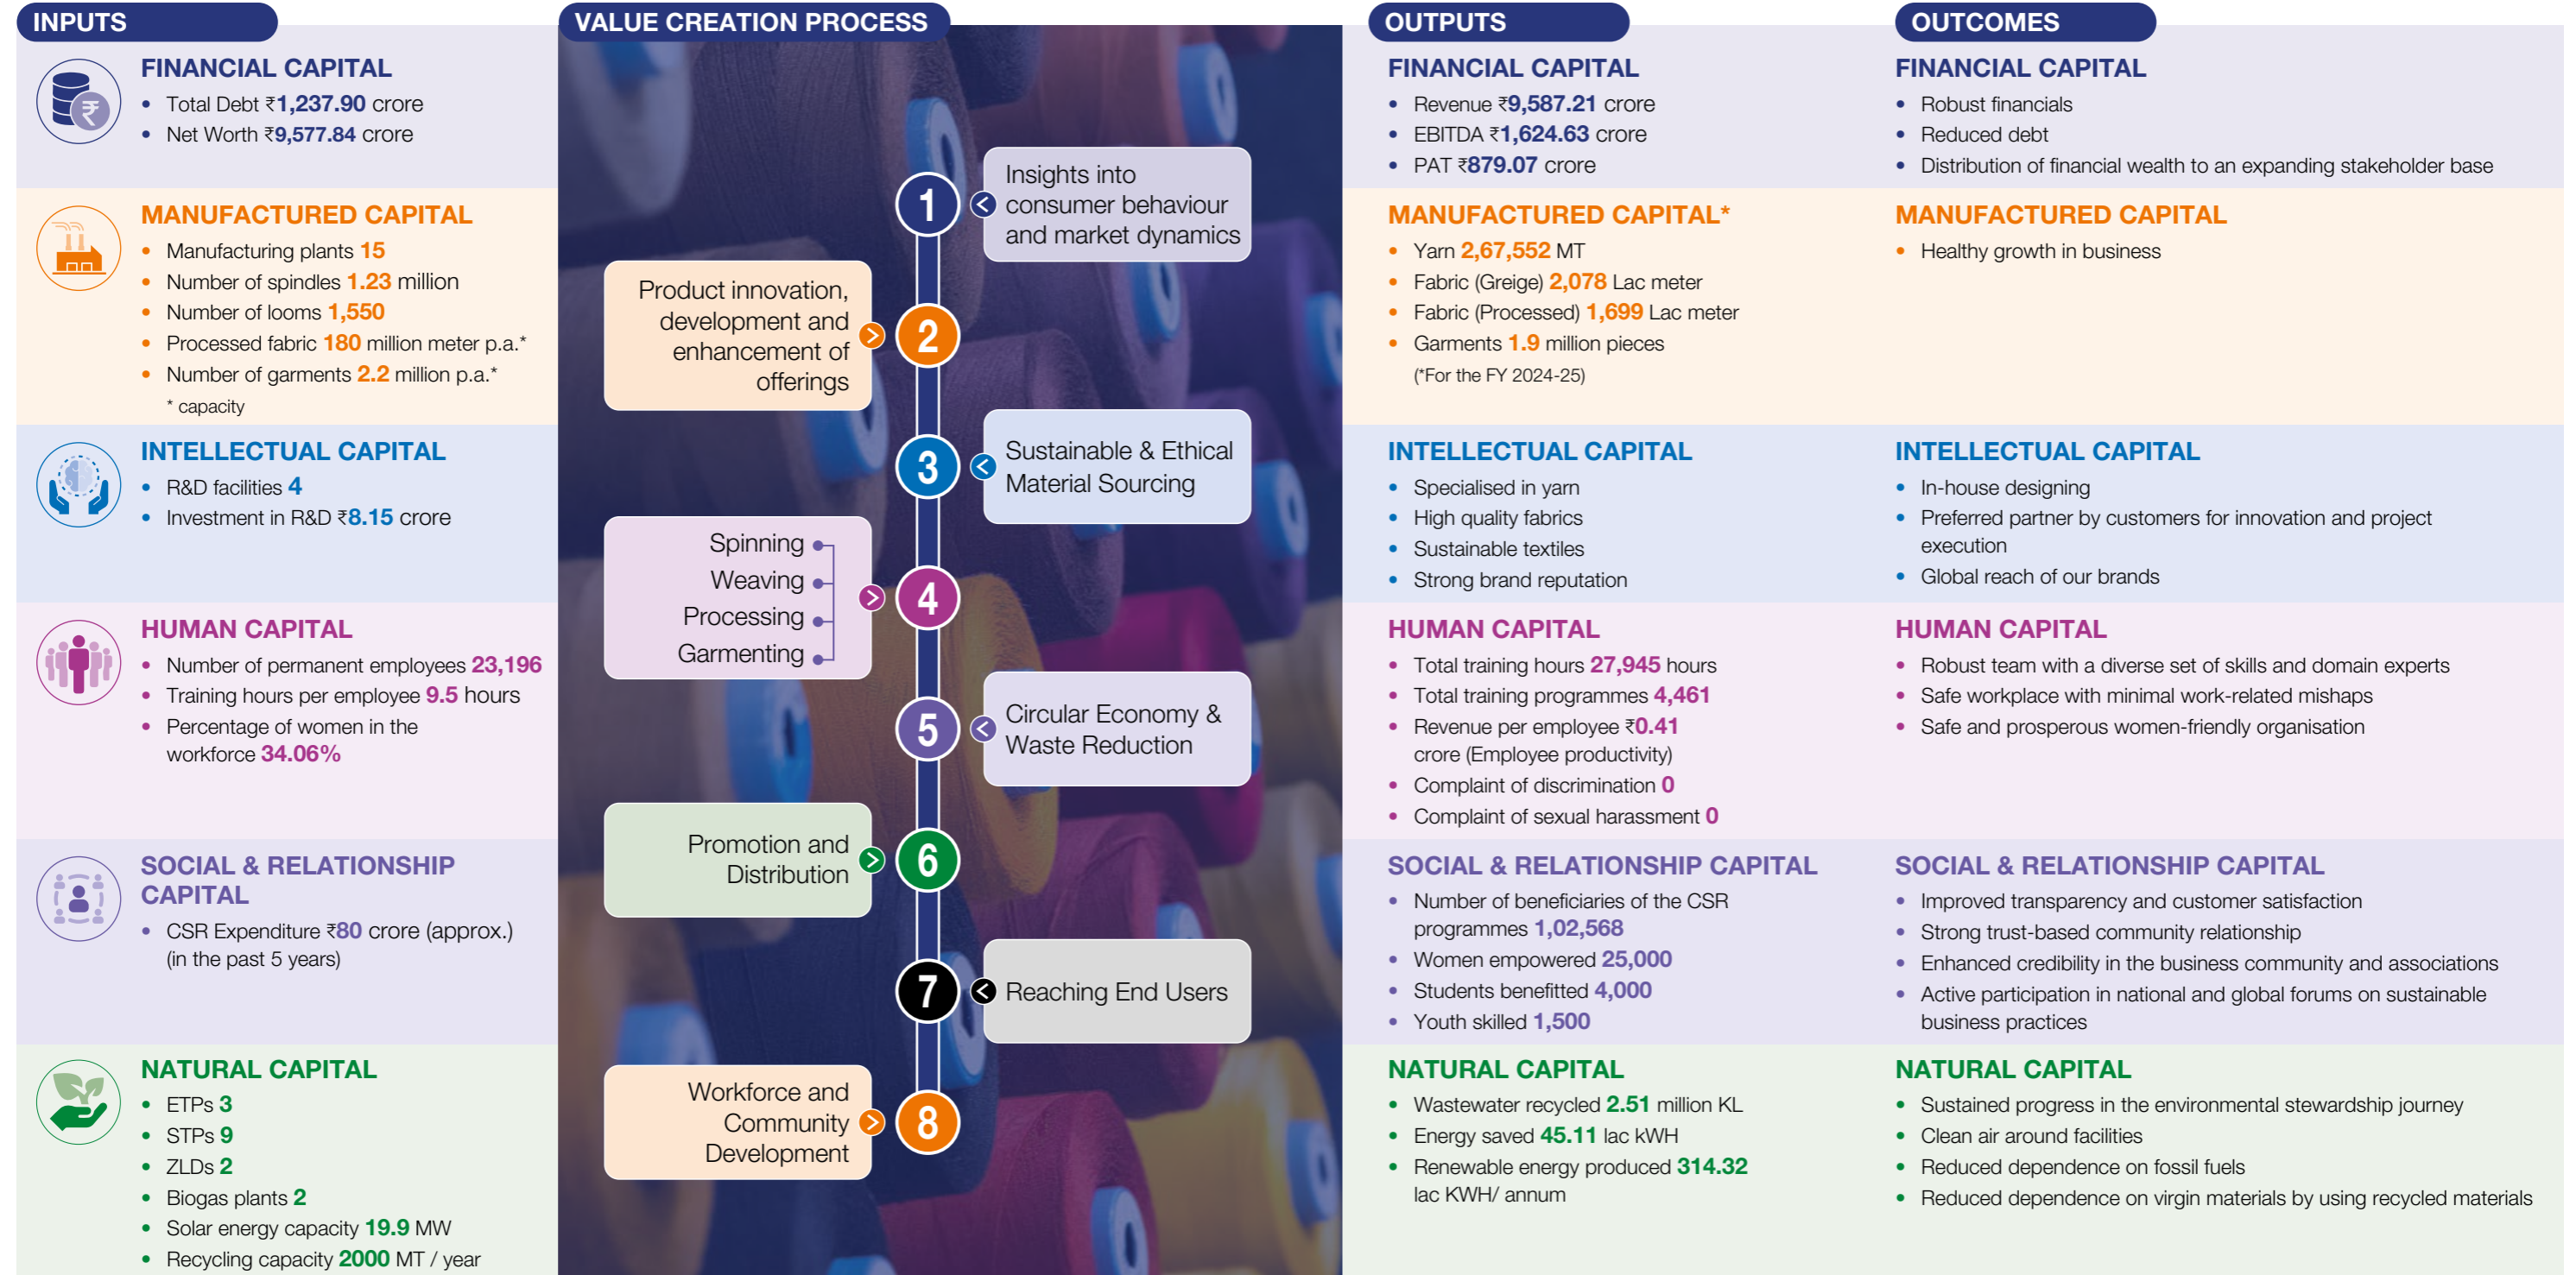 INPUTS
FINANCIAL CAPITAL
• Total Debt ₹1,237.90 crore
• Net Worth ₹9,577.84 crore
MANUFACTURED CAPITAL
• Manufacturing plants 15
• Number of spindles 1.23 million
• Number of looms 1,550
• Processed fabric 180 million meter p.a.*
• Number of garments 2.2 million p.a.*
* capacity
INTELLECTUAL CAPITAL
• R&D facilities 4
• Investment in R&D ₹8.15 crore
HUMAN CAPITAL
• Number of permanent employees 23,196
• Training hours per employee 9.5 hours
• Percentage of women in the
workforce 34.06%
SOCIAL & RELATIONSHIP
CAPITAL
• CSR Expenditure ₹80 crore (approx.)
(in the past 5 years)
NATURAL CAPITAL
• ETPs 3
• STPs 9
• ZLDs 2
• Biogas plants 2
• Solar energy capacity 19.9 MW
• Recycling capacity 2000 MT / year
VALUE CREATION PROCESS
1
Insights into
consumer behaviour
and market dynamics
Product innovation,
development and
enhancement of
offerings
2
3
Sustainable & Ethical
Material Sourcing
Spinning
Weaving
Processing
Garmenting
4
5
Circular Economy &
Waste Reduction
Promotion and
Distribution
6
7
Reaching End Users
Workforce and
Community
Development
8
OUTPUTS
FINANCIAL CAPITAL
• Revenue ₹9,587.21 crore
• EBITDA ₹1,624.63 crore
• PAT ₹879.07 crore
MANUFACTURED CAPITAL*
• Yarn 2,67,552 MT
• Fabric (Greige) 2,078 Lac meter
• Fabric (Processed) 1,699 Lac meter
• Garments 1.9 million pieces
(*For the FY 2024-25)
INTELLECTUAL CAPITAL
• Specialised in yarn
• High quality fabrics
• Sustainable textiles
• Strong brand reputation
HUMAN CAPITAL
• Total training hours 27,945 hours
• Total training programmes 4,461
• Revenue per employee ₹0.41
crore (Employee productivity)
• Complaint of discrimination 0
• Complaint of sexual harassment 0
SOCIAL & RELATIONSHIP CAPITAL
• Number of beneficiaries of the CSR
programmes 1,02,568
• Women empowered 25,000
• Students benefitted 4,000
• Youth skilled 1,500
NATURAL CAPITAL
• Wastewater recycled 2.51 million KL
• Energy saved 45.11 lac kWH
• Renewable energy produced 314.32
lac KWH/ annum
OUTCOMES
FINANCIAL CAPITAL
• Robust financials
• Reduced debt
• Distribution of financial wealth to an expanding stakeholder base
MANUFACTURED CAPITAL
• Healthy growth in business
INTELLECTUAL CAPITAL
• In-house designing
• Preferred partner by customers for innovation and project
execution
• Global reach of our brands
HUMAN CAPITAL
• Robust team with a diverse set of skills and domain experts
• Safe workplace with minimal work-related mishaps
• Safe and prosperous women-friendly organisation
SOCIAL & RELATIONSHIP CAPITAL
• Improved transparency and customer satisfaction
• Strong trust-based community relationship
• Enhanced credibility in the business community and associations
• Active participation in national and global forums on sustainable
business practices
NATURAL CAPITAL
• Sustained progress in the environmental stewardship journey
• Clean air around facilities
• Reduced dependence on fossil fuels
• Reduced dependence on virgin materials by using recycled materials